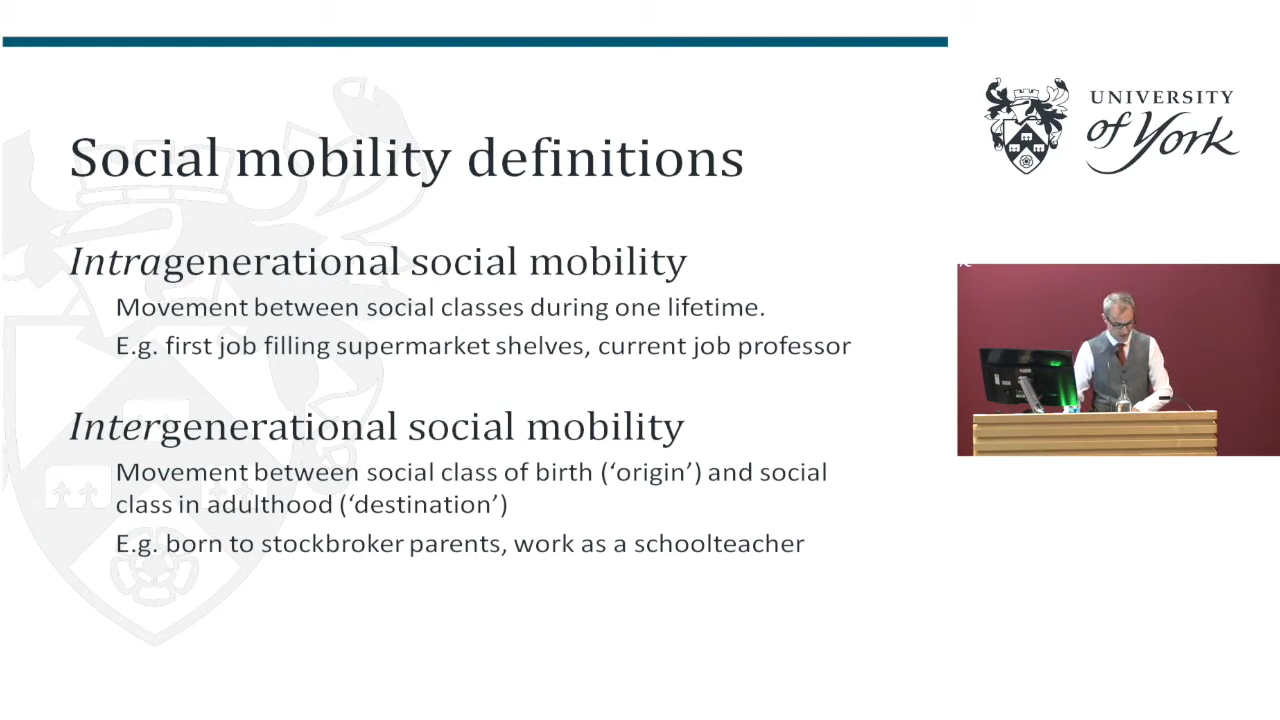 UNIVERSITY
of York
Social mobility definitions
Intragenerational social mobility
Movement between social classes during one lifetime.
E.g. first job filling supermarket shelves, current job professor
Intergenerational social mobility
Movement between social class of birth (‘origin’) and social
class in adulthood (‘destination’)
E.g. born to stockbroker parents, work as a schoolteacher